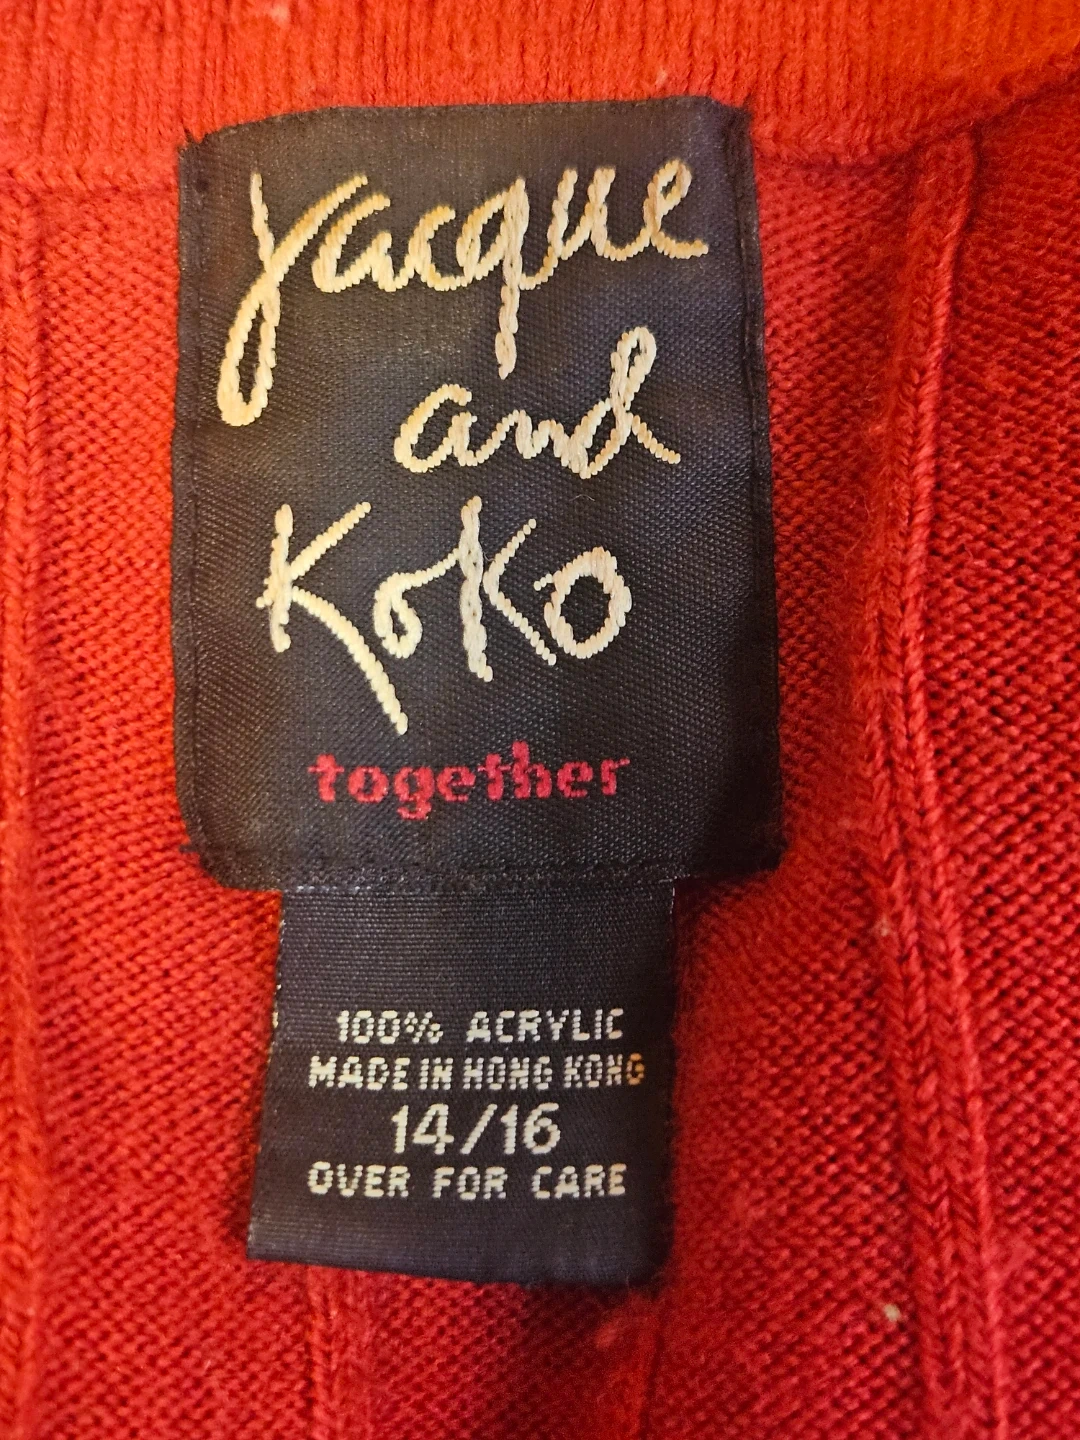 Jacque
and
KoKo
together
100% ACRYLIC
MADE IN HONG KONG
14/16
OVER FOR CARE